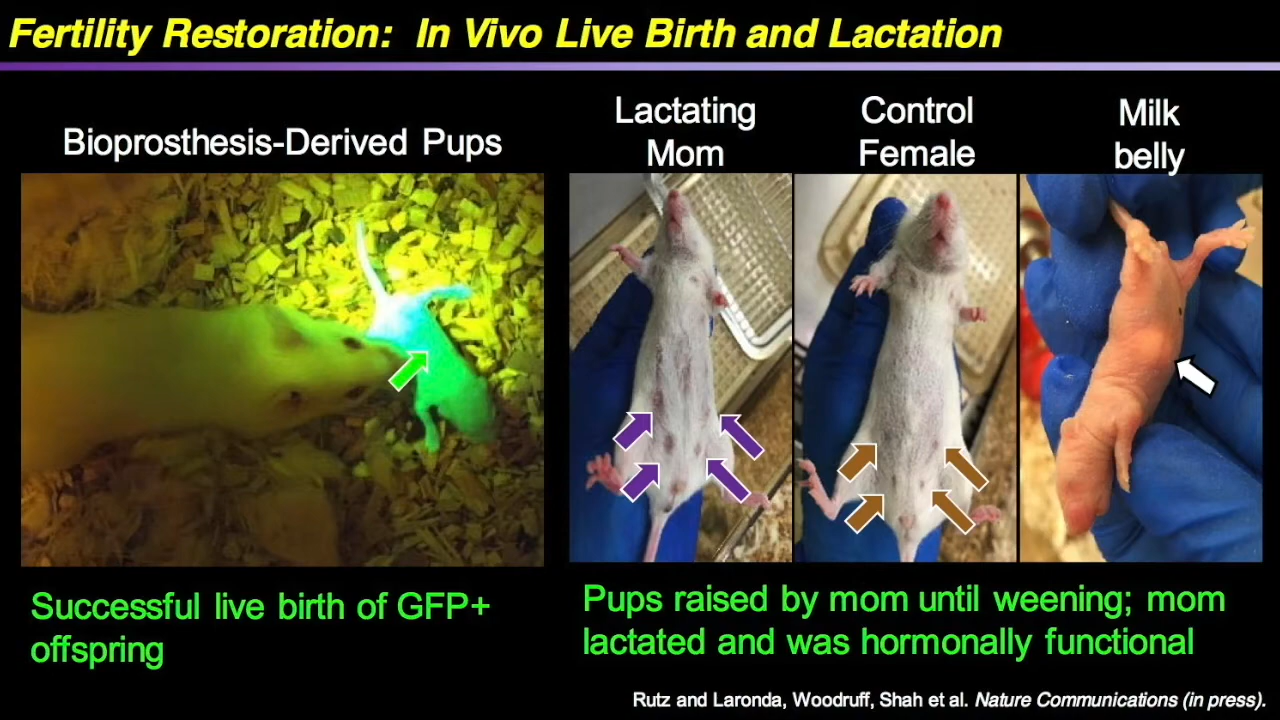 Fertility Restoration: In Vivo Live Birth and Lactation
Bioprosthesis-Derived Pups
Lactating
Mom
Control
Female
Milk
belly
Successful live birth of GFP+
offspring
Pups raised by mom until weening; mom
lactated and was hormonally functional
Rutz and Laronda, Woodruff, Shah et al. Nature Communications (in press).